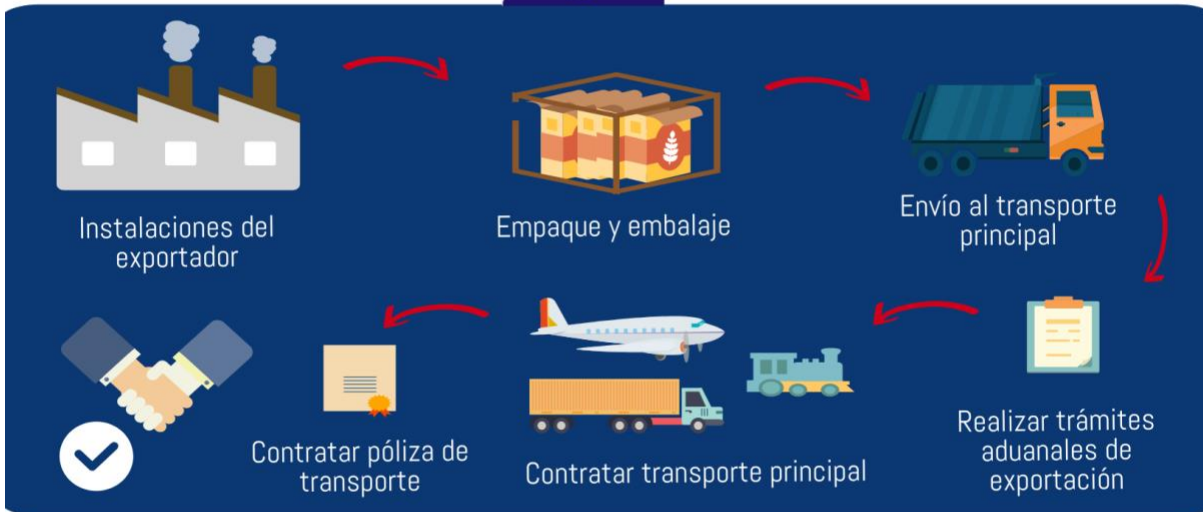 Instalaciones del
exportador
Empaque y embalaje
Envío al transporte
principal
Realizar trámites
aduanales de
exportación
Contratar transporte principal
Contratar póliza de
transporte